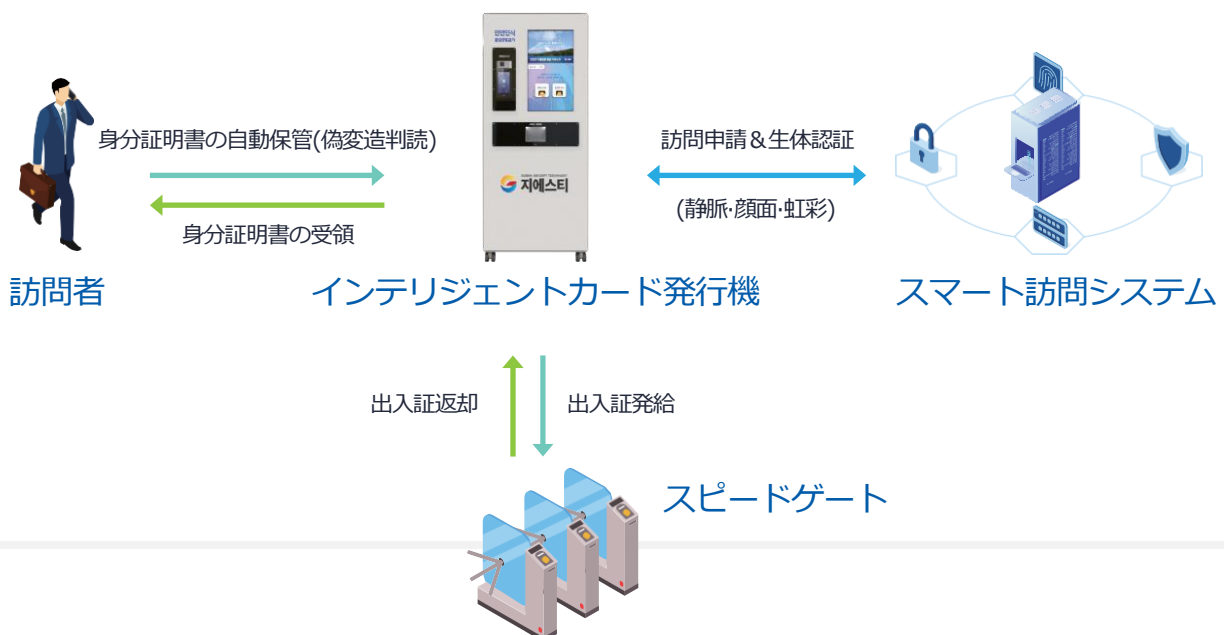 안면인식
지에스티
身分証明書の自動保管(偽変造判読)
訪問申請＆生体認証
(静脈·顔面·虹彩)
身分証明書の受領
訪問者
インテリジェントカード発行機
スマート訪問システム
出入証返却
出入証発給
スピードゲート